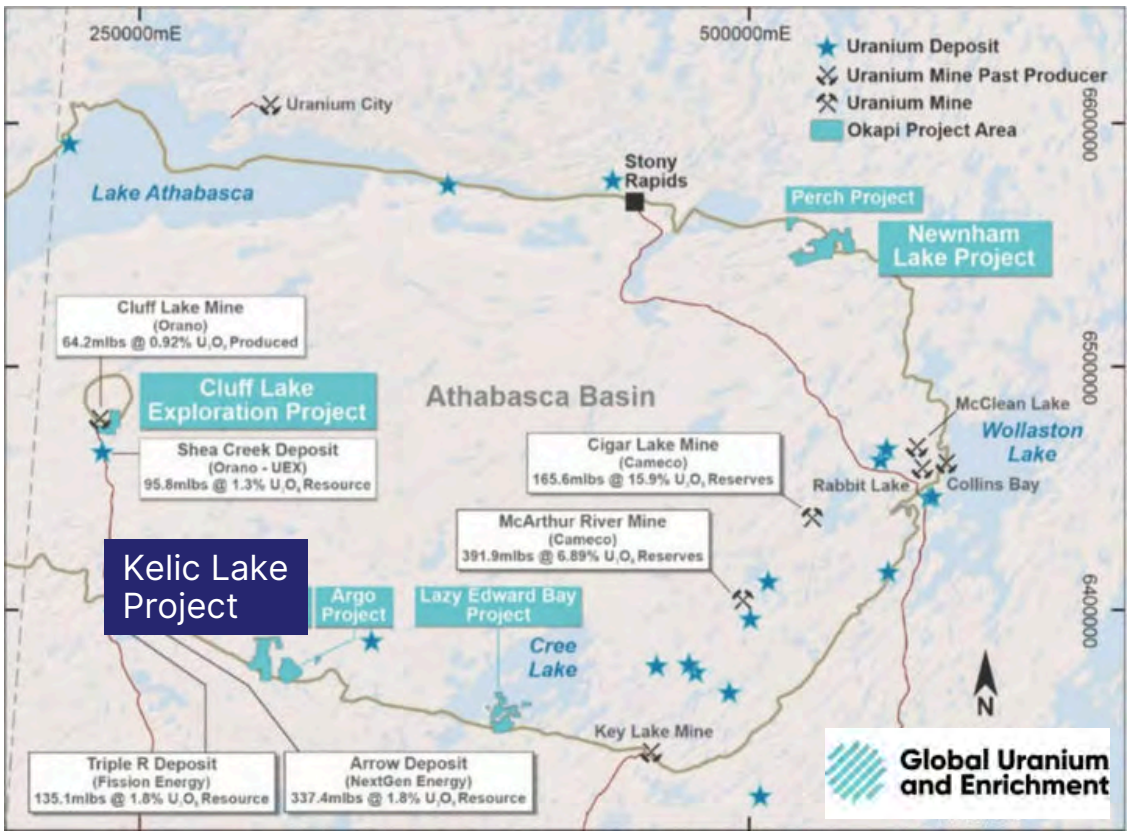 250000mE
500000mE
Uranium Deposit
Uranium Mine Past Producer
Uranium Mine
Okapi Project Area
6600000
Uranium City
Stony
Rapids
Lake Athabasca
Perch Project
Newnham
Lake Project
Cluff Lake Mine
(Orano)
64.2mlbs @ 0.92% U₃O₈ Produced
6500000
Cluff Lake
Exploration Project
Athabasca Basin
McClean Lake
Wollaston
Lake
Shea Creek Deposit
(Orano - UEX)
95.8mlbs @ 1.3% U₃O₈ Resource
Cigar Lake Mine
(Cameco)
165.6mlbs @ 15.9% U₃O₈ Reserves
Rabbit Lake
Collins Bay
McArthur River Mine
(Cameco)
391.9mlbs @ 6.89% U₃O₈ Reserves
Kelic Lake
Project
Argo
Project
Lazy Edward Bay
Project
6400000
Cree
Lake
N
Key Lake Mine
Triple R Deposit
(Fission Energy)
135.1mlbs @ 1.8% U₃O₈ Resource
Arrow Deposit
(NextGen Energy)
337.4mlbs @ 1.8% U₃O₈ Resource
Global Uranium
and Enrichment